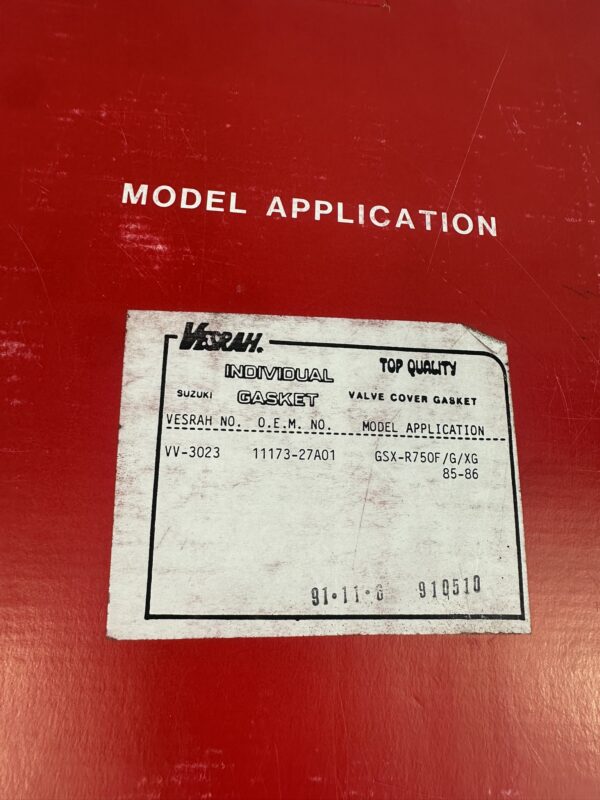 MODEL APPLICATION
VESRAH.
INDIVIDUAL TOP QUALITY
SUZUKI GASKET VALVE COVER GASKET
VESRAH NO. O.E.M. NO. MODEL APPLICATION
VV-3023 11173-27A01 GSX-R750F/G/XG
85-86
91·11·6 910510